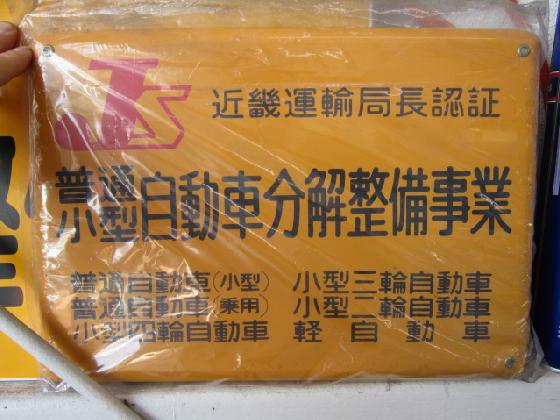 JS
近畿運輸局長認証
普通
小型自動車分解整備事業
普通自動車(小型) 小型三輪自動車
普通自動車(乗用) 小型二輪自動車
小型四輪自動車 軽自動車